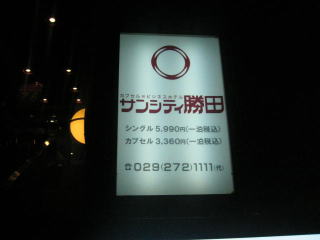 カプセル＆ビジネスホテル
サンシティ勝田
シングル 5,990円(一泊税込)
カプセル 3,360円(一泊税込)
☎029(272)1111(代)